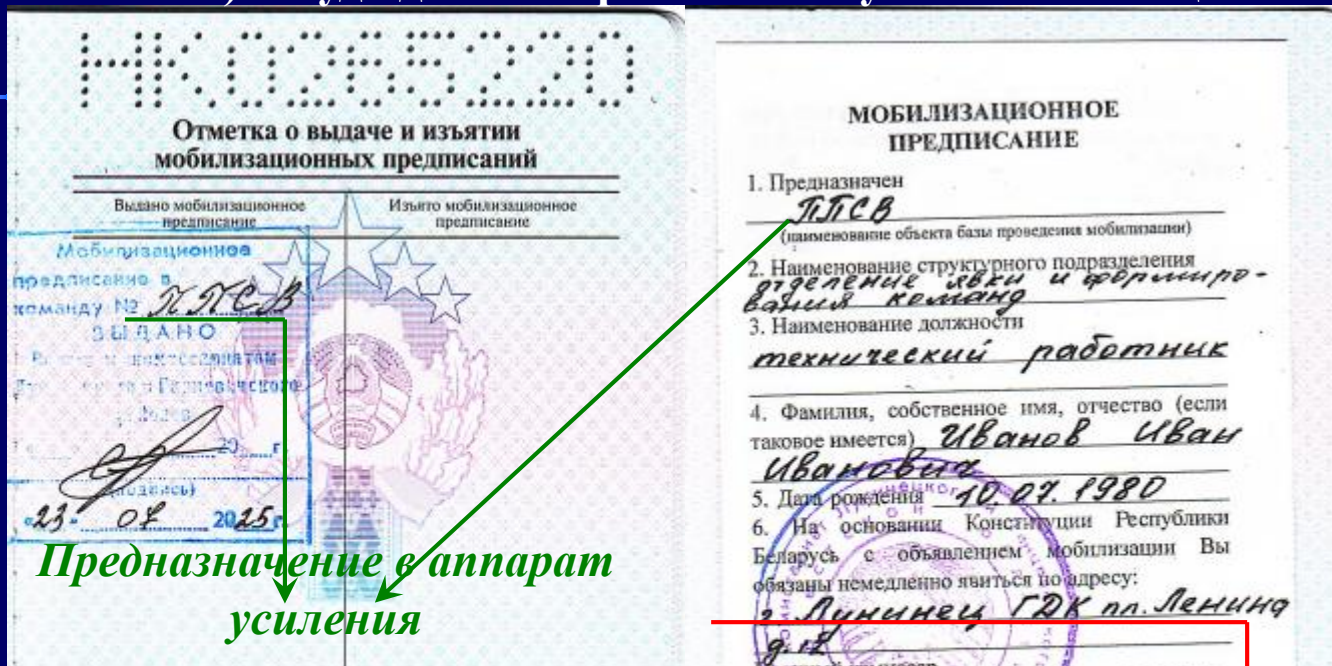 НК0265220
Отметка о выдаче и изъятии
мобилизационных предписаний
Выдано мобилизационное
предписание
Изъято мобилизационное
предписание
Мобилизационное
предписание в
команду № ППСВ
ВЫДАНО
20 г.
(подпись)
«23» 07 2025 г.
Предназначение в аппарат
усиления
МОБИЛИЗАЦИОННОЕ
ПРЕДПИСАНИЕ
1. Предназначен
ППСВ
(наименование объекта базы проведения мобилизации)
2. Наименование структурного подразделения
отделение явки и формиро-
вания команд
3. Наименование должности
технический работник
4. Фамилия, собственное имя, отчество (если
таковое имеется) Иванов Иван
Иванович
5. Дата рождения 10.07.1980
6. На основании Конституции Республики
Беларусь с объявлением мобилизации Вы
обязаны немедленно явиться по адресу:
г. Лунинец ГДК пл. Ленина